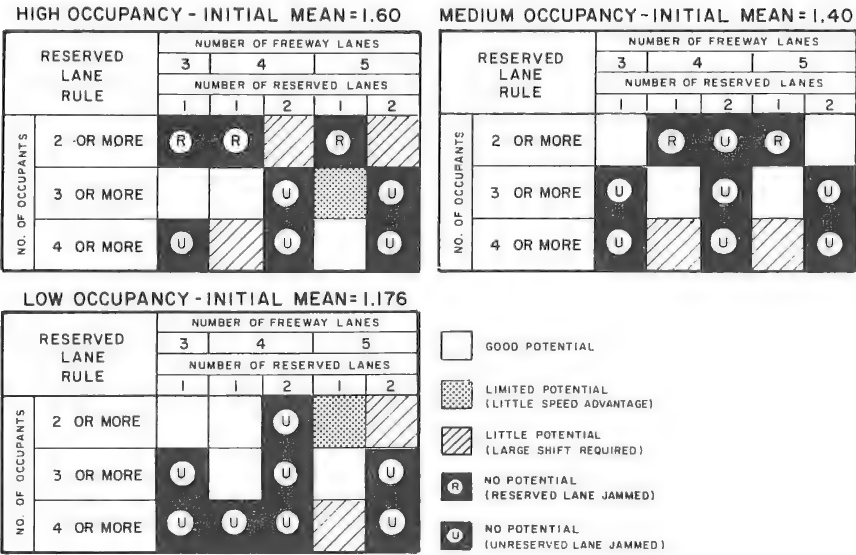 HIGH OCCUPANCY - INITIAL MEAN=1.60
RESERVED LANE RULE
NUMBER OF FREEWAY LANES
3 4 5
NUMBER OF RESERVED LANES
1 1 2 1 2
NO. OF OCCUPANTS
2 -OR MORE R R R
3 OR MORE U U
4 OR MORE U U U
MEDIUM OCCUPANCY-INITIAL MEAN=1.40
RESERVED LANE RULE
NUMBER OF FREEWAY LANES
3 4 5
NUMBER OF RESERVED LANES
1 1 2 1 2
NO. OF OCCUPANTS
2 OR MORE R U R
3 OR MORE U U U
4 OR MORE U U U
LOW OCCUPANCY-INITIAL MEAN=1.176
RESERVED LANE RULE
NUMBER OF FREEWAY LANES
3 4 5
NUMBER OF RESERVED LANES
1 1 2 1 2
NO. OF OCCUPANTS
2 OR MORE U
3 OR MORE U U U
4 OR MORE U U U U
GOOD POTENTIAL
LIMITED POTENTIAL
(LITTLE SPEED ADVANTAGE)
LITTLE POTENTIAL
(LARGE SHIFT REQUIRED)
R NO POTENTIAL
(RESERVED LANE JAMMED)
U NO POTENTIAL
(UNRESERVED LANE JAMMED)